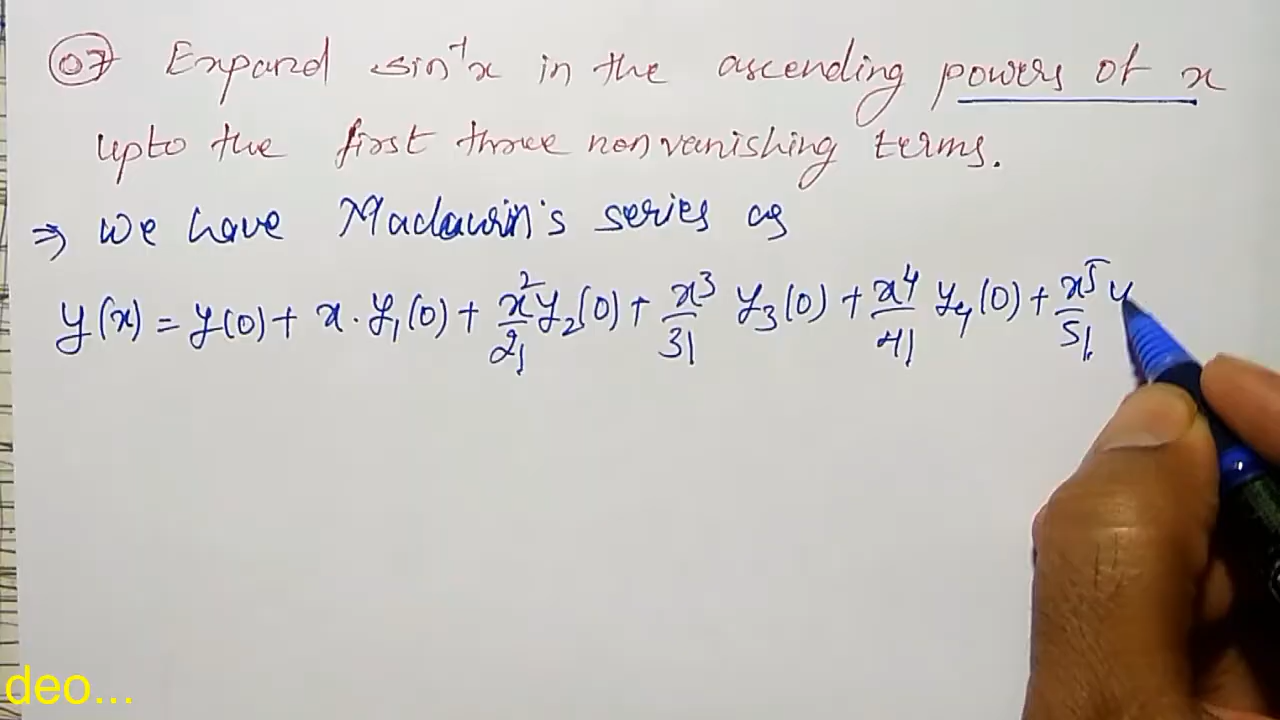 07 Expand sin⁻¹x in the ascending powers of x
upto the first three nonvanishing terms.
⇒ we have Maclaurin's series as
y(x) = y(0) + x · y₁(0) + x²/2! y₂(0) + x³/3! y₃(0) + x⁴/4! y₄(0) + x⁵/5! y
deo...